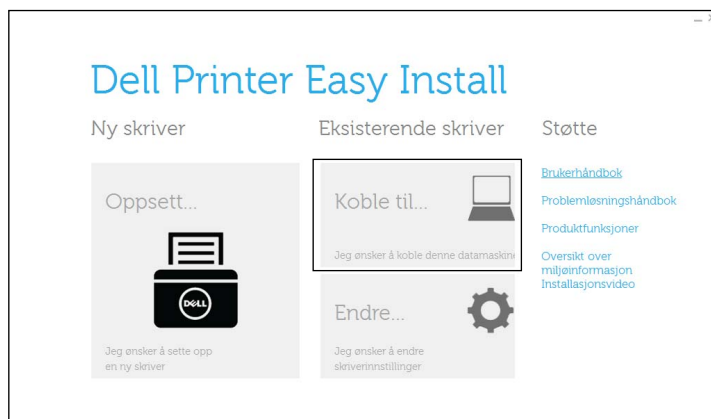 Dell Printer Easy Install
Ny skriver
Oppsett...
DELL
Jeg ønsker å sette opp
en ny skriver
Eksisterende skriver
Koble til...
Jeg ønsker å koble denne datamaskine
Endre...
Jeg ønsker å endre
skriverinnstillinger
Støtte
Brukerhåndbok
Problemløsningshåndbok
Produktfunksjoner
Oversikt over
miljøinformasjon
Installasjonsvideo